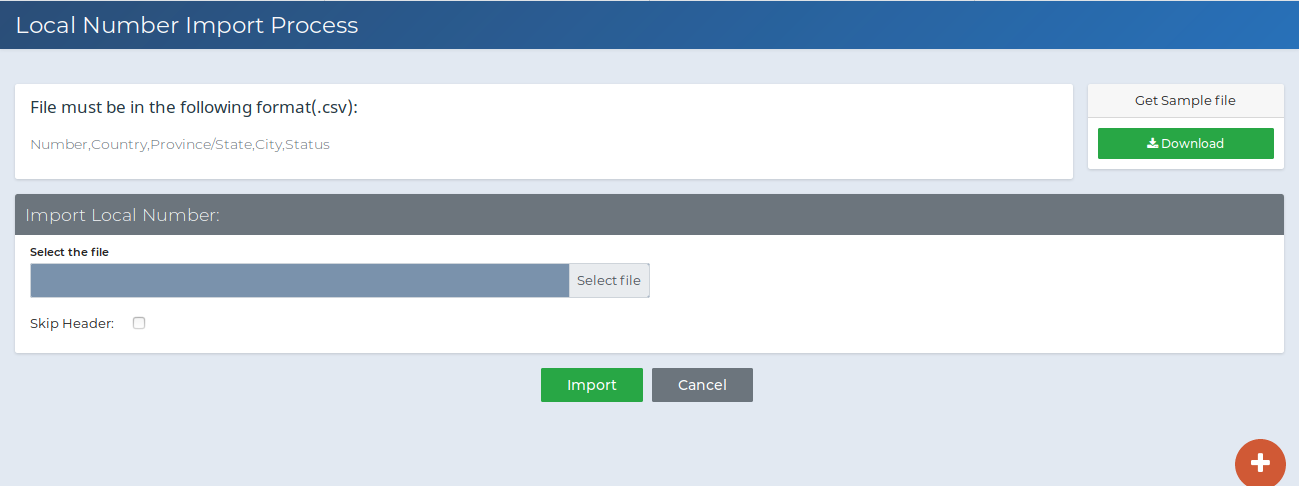 Local Number Import Process
File must be in the following format(.csv):
Number,Country,Province/State,City,Status
Get Sample file
Download
Import Local Number:
Select the file
Select file
Skip Header:
Import
Cancel